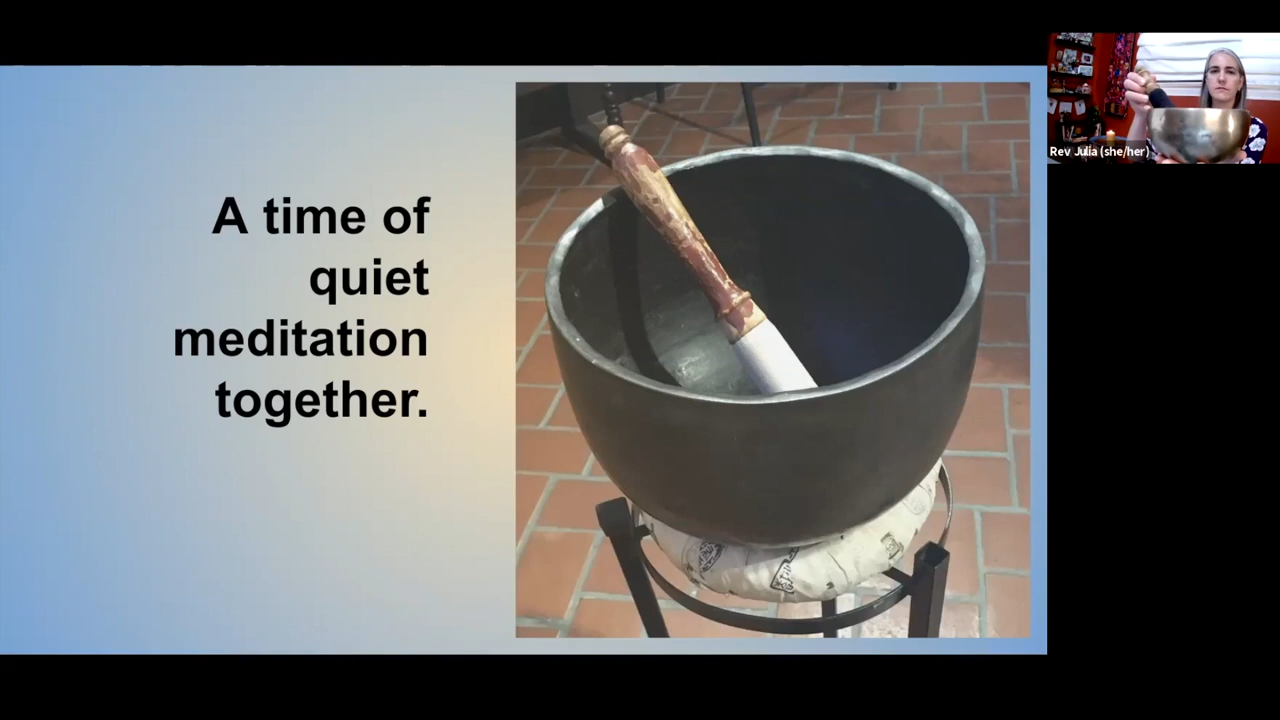 A time of
quiet
meditation
together.
Rev Julia (she/her)